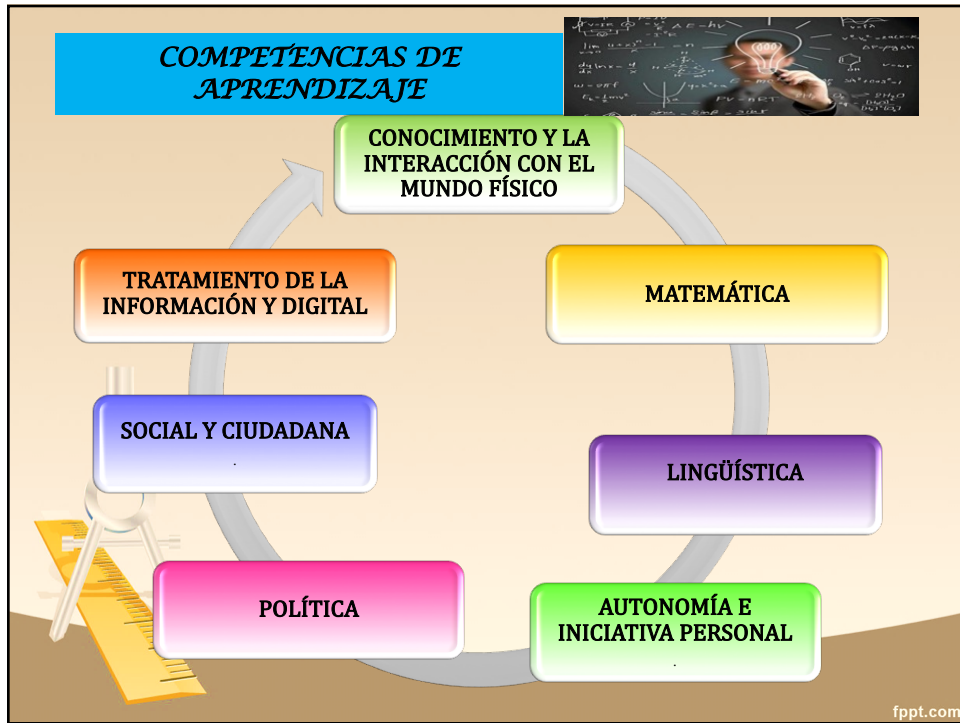 COMPETENCIAS DE
APRENDIZAJE
CONOCIMIENTO Y LA
INTERACCIÓN CON EL
MUNDO FÍSICO
MATEMÁTICA
LINGÜÍSTICA
AUTONOMÍA E
INICIATIVA PERSONAL
.
POLÍTICA
SOCIAL Y CIUDADANA
.
TRATAMIENTO DE LA
INFORMACIÓN Y DIGITAL
fppt.com